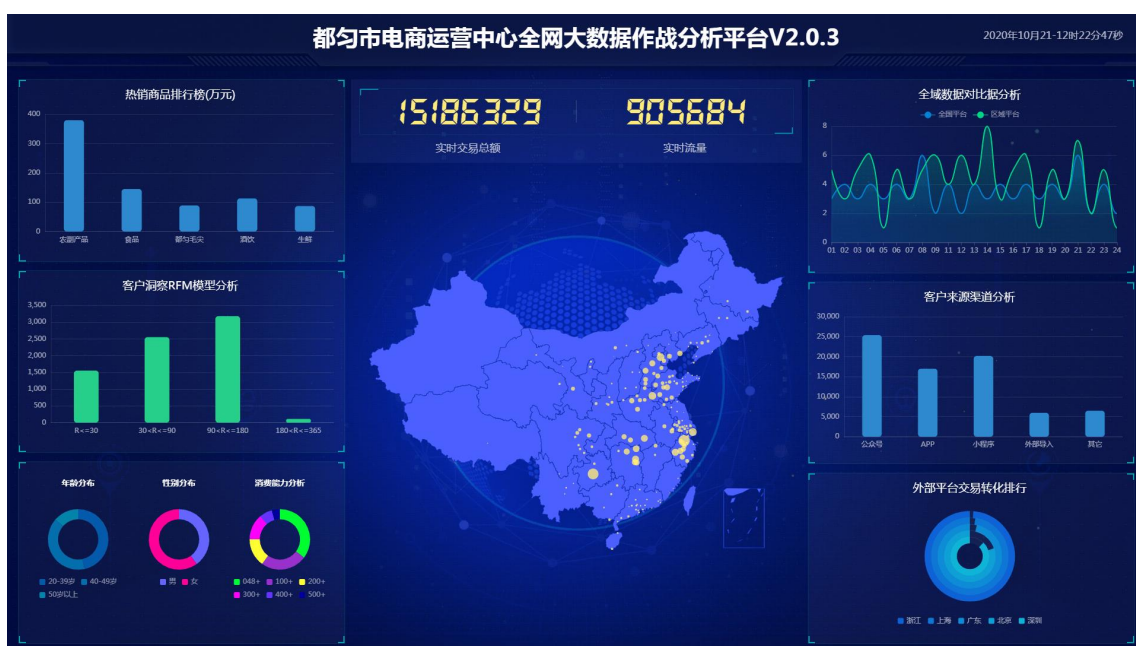 都匀市电商运营中心全网大数据作战分析平台V2.0.3
2020年10月21-12时22分47秒
热销商品排行榜(万元)
400
300
200
100
0
农副产品 食品 都匀毛尖 酒饮 生鲜
客户洞察RFM模型分析
3,500
3,000
2,500
2,000
1,500
1,000
500
0
R<=30 30<R<=90 90<R<=180 180<R<=365
年龄分布 性别分布 消费能力分析
20-39岁 40-49岁
50岁以上
男 女
048+ 100+ 200+
300+ 400+ 500+
15186329 905684
实时交易总额 实时流量
全域数据对比据分析
全国平台 区域平台
8
6
4
2
0
01 02 03 04 05 06 07 08 09 11 12 13 14 15 16 17 18 19 20 21 22 23 24
客户来源渠道分析
30,000
25,000
20,000
15,000
10,000
5,000
0
公众号 APP 小程序 外部导入 其它
外部平台交易转化排行
浙江 上海 广东 北京 深圳